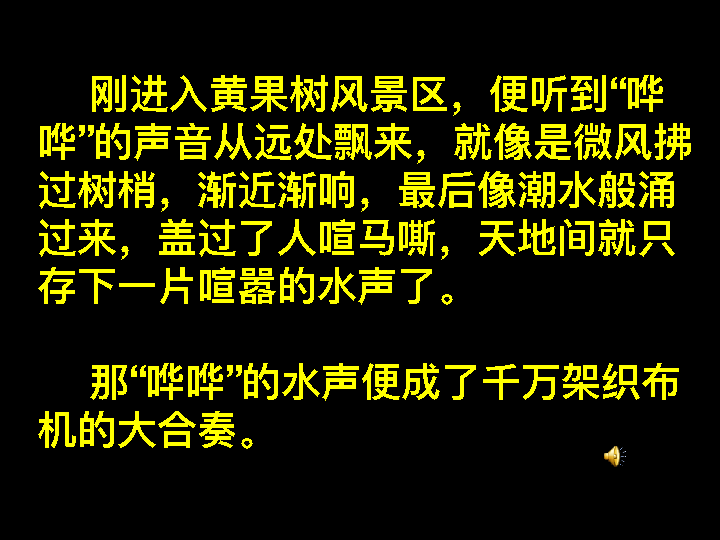 刚进入黄果树风景区，便听到“哗
哗”的声音从远处飘来，就像是微风拂
过树梢，渐近渐响，最后像潮水般涌
过来，盖过了人喧马嘶，天地间就只
存下一片喧嚣的水声了。
那“哗哗”的水声便成了千万架织布
机的大合奏。